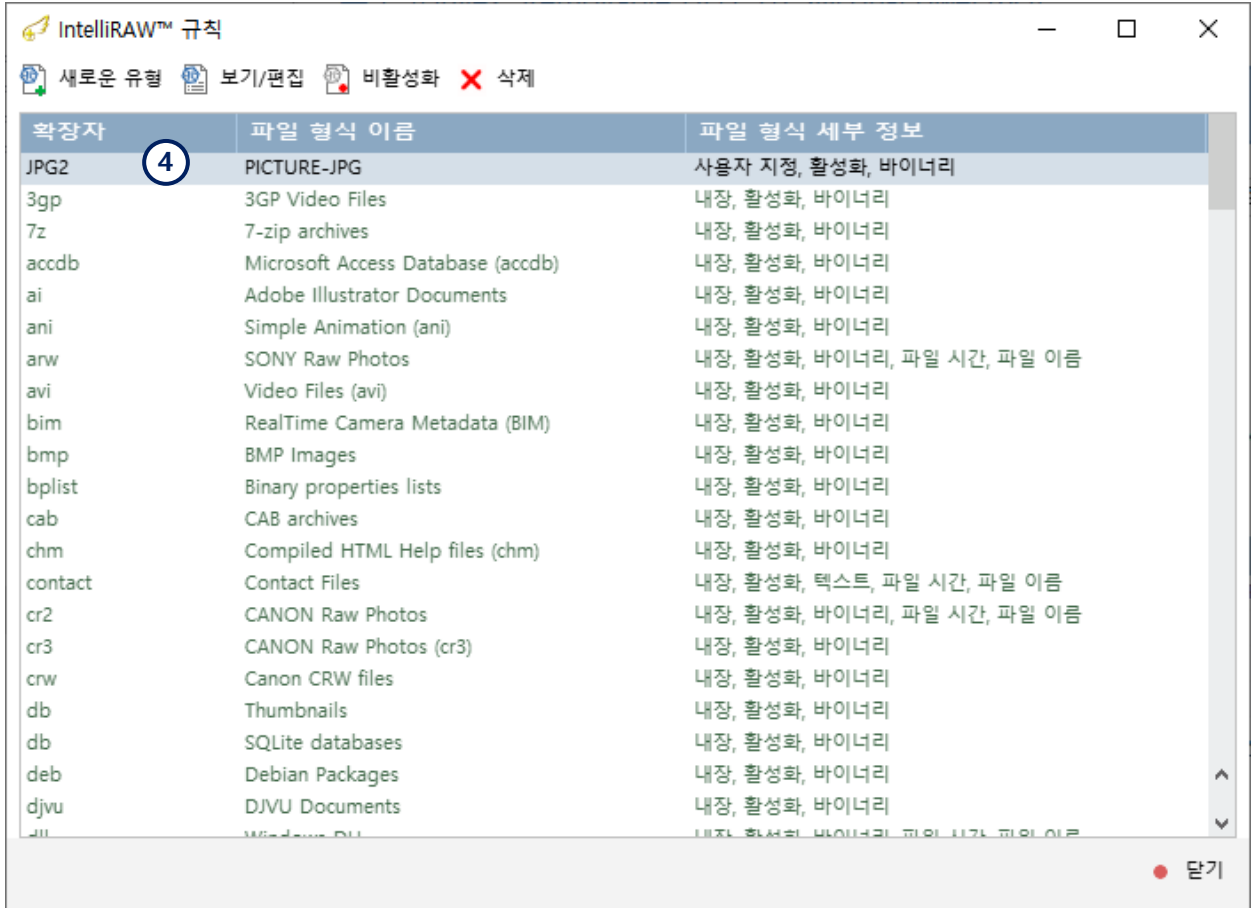 IntelliRAW™ 규칙
새로운 유형 보기/편집 비활성화 삭제
확장자 파일 형식 이름 파일 형식 세부 정보
JPG2 4 PICTURE-JPG 사용자 지정, 활성화, 바이너리
3gp 3GP Video Files 내장, 활성화, 바이너리
7z 7-zip archives 내장, 활성화, 바이너리
accdb Microsoft Access Database (accdb) 내장, 활성화, 바이너리
ai Adobe Illustrator Documents 내장, 활성화, 바이너리
ani Simple Animation (ani) 내장, 활성화, 바이너리
arw SONY Raw Photos 내장, 활성화, 바이너리, 파일 시간, 파일 이름
avi Video Files (avi) 내장, 활성화, 바이너리
bim RealTime Camera Metadata (BIM) 내장, 활성화, 바이너리
bmp BMP Images 내장, 활성화, 바이너리
bplist Binary properties lists 내장, 활성화, 바이너리
cab CAB archives 내장, 활성화, 바이너리
chm Compiled HTML Help files (chm) 내장, 활성화, 바이너리
contact Contact Files 내장, 활성화, 텍스트, 파일 시간, 파일 이름
cr2 CANON Raw Photos 내장, 활성화, 바이너리, 파일 시간, 파일 이름
cr3 CANON Raw Photos (cr3) 내장, 활성화, 바이너리
crw Canon CRW files 내장, 활성화, 바이너리
db Thumbnails 내장, 활성화, 바이너리
db SQLite databases 내장, 활성화, 바이너리
deb Debian Packages 내장, 활성화, 바이너리
djvu DJVU Documents 내장, 활성화, 바이너리
닫기